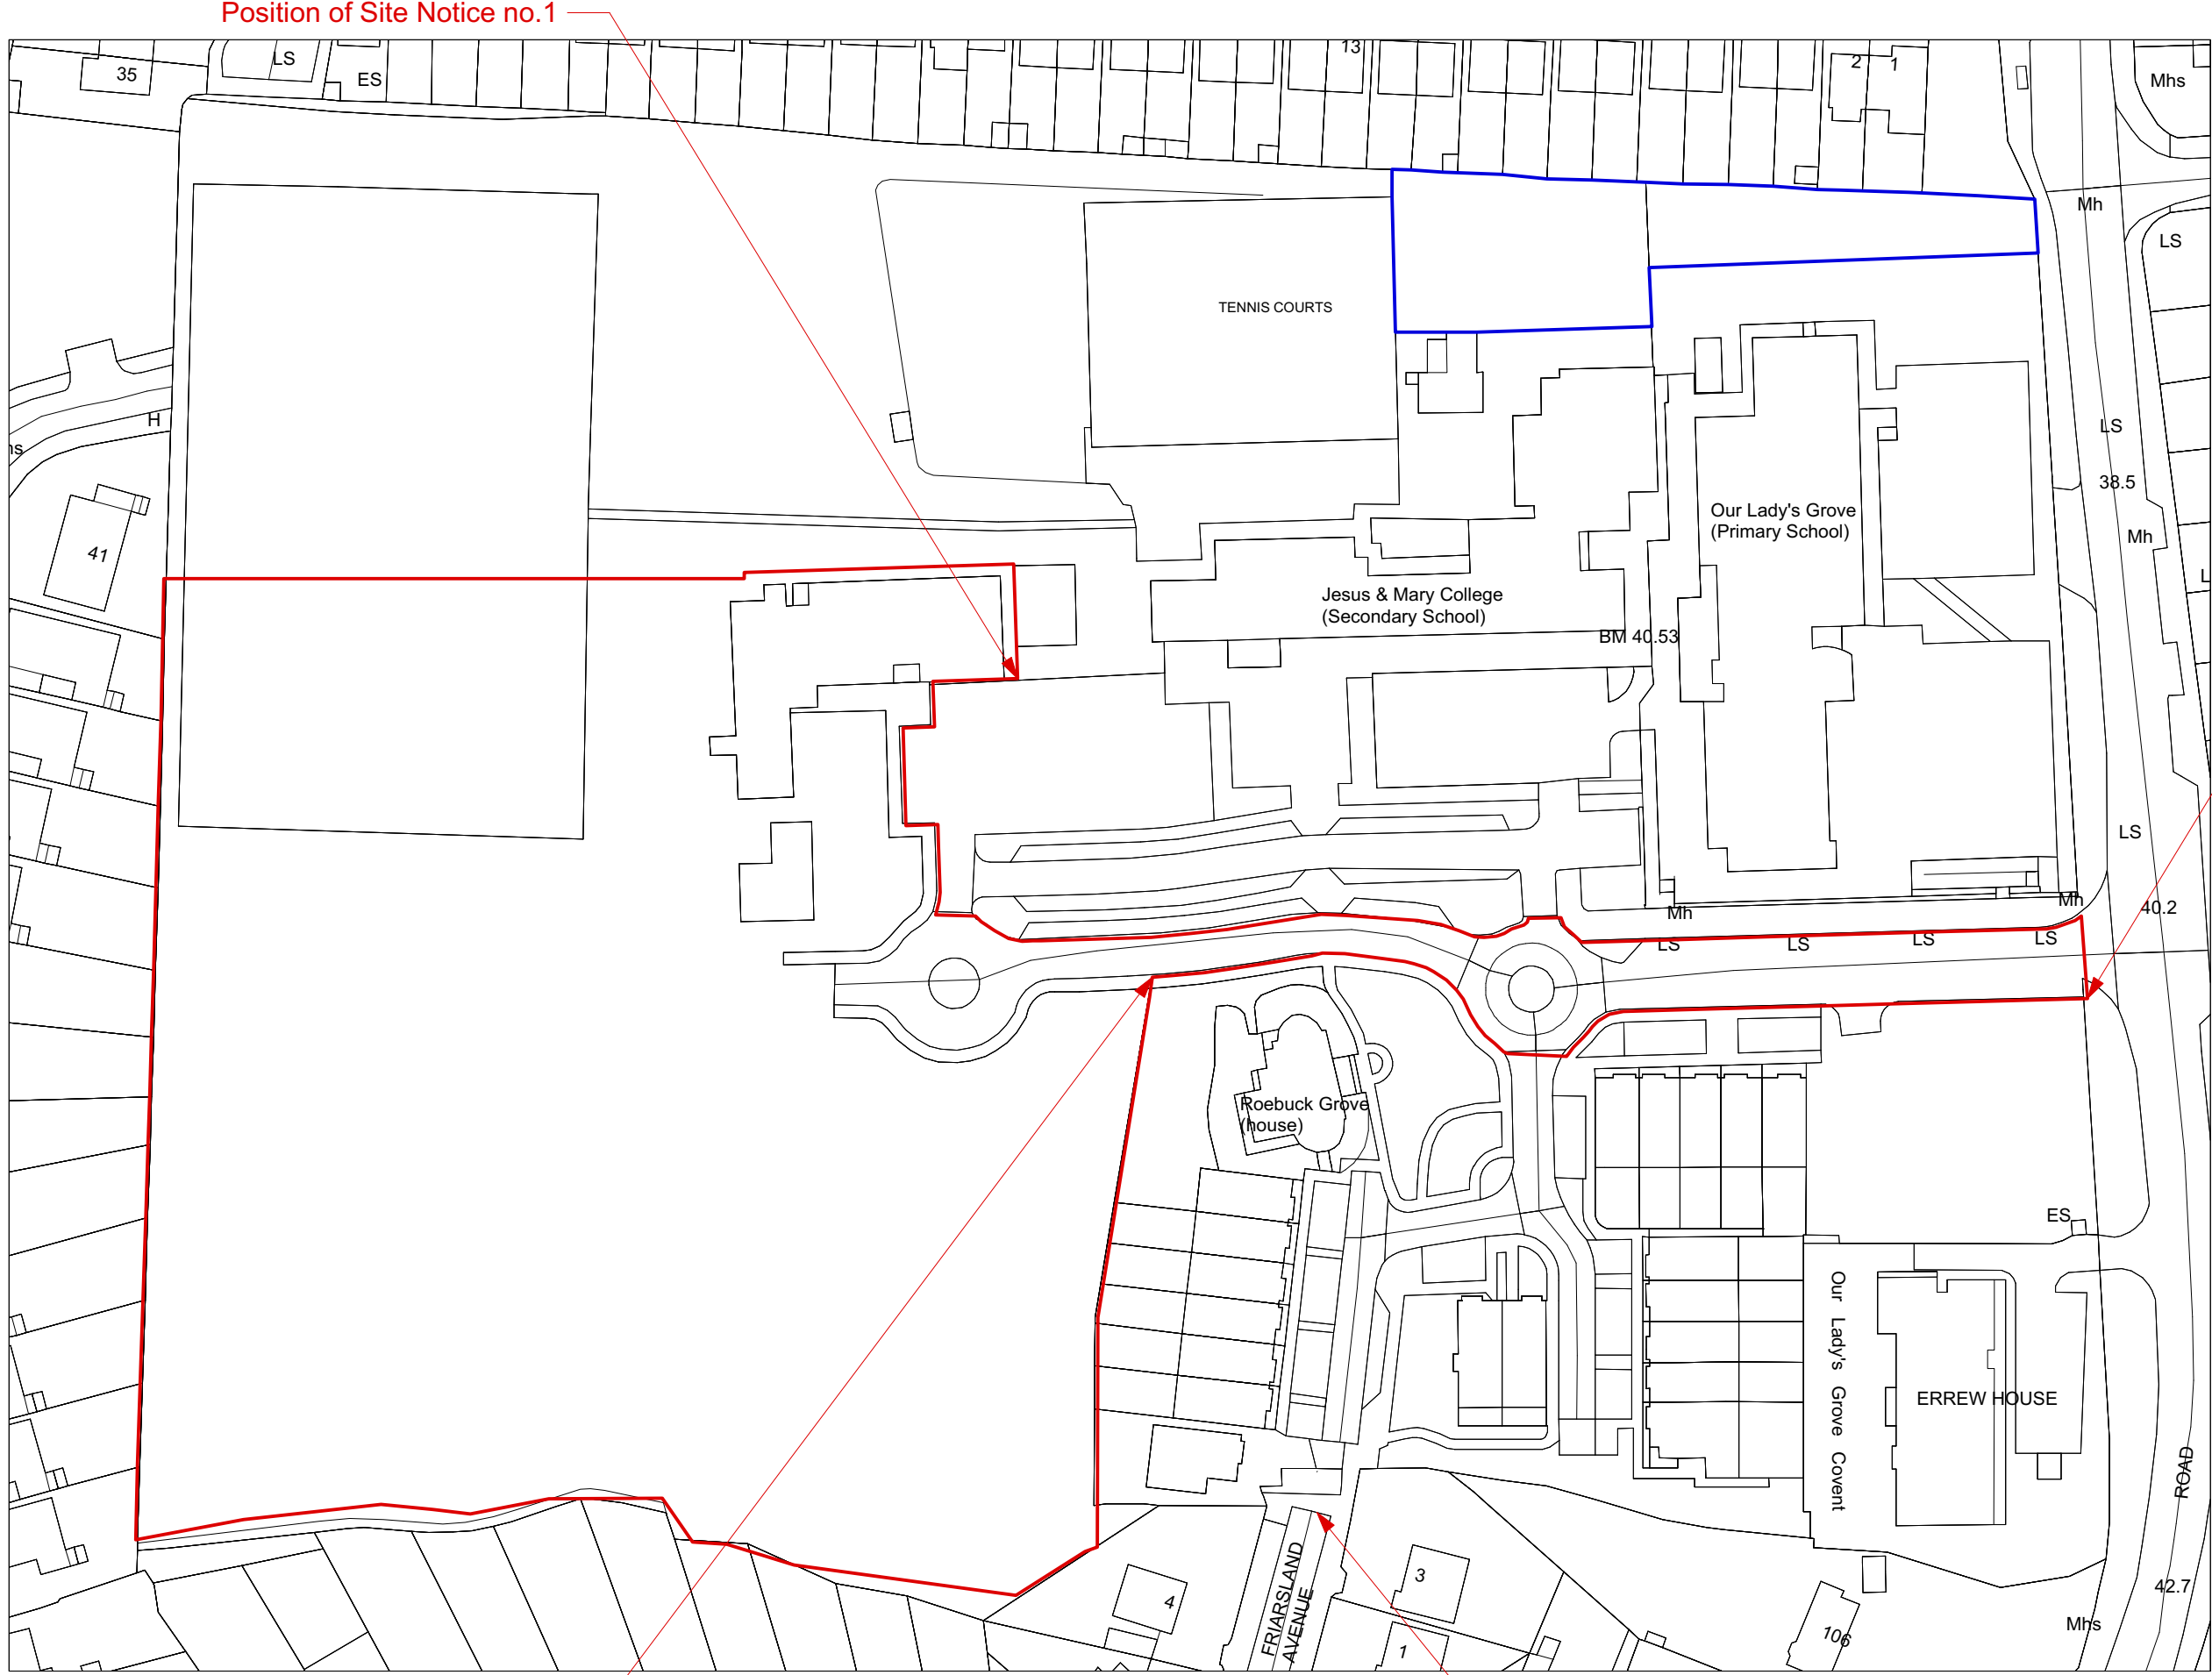 Position of Site Notice no.1
35
LS
ES
13
2
1
Mhs
Mh
LS
TENNIS COURTS
H
LS
38.5
Mh
41
Our Lady's Grove
(Primary School)
Jesus & Mary College
(Secondary School)
BM 40.53
LS
Mh
Mh
40.2
LS
LS
LS
LS
Roebuck Grove
(house)
ES
Our Lady's Grove Covent
ERREW HOUSE
ROAD
FRIARSLAND
AVENUE
4
3
1
106
42.7
Mhs